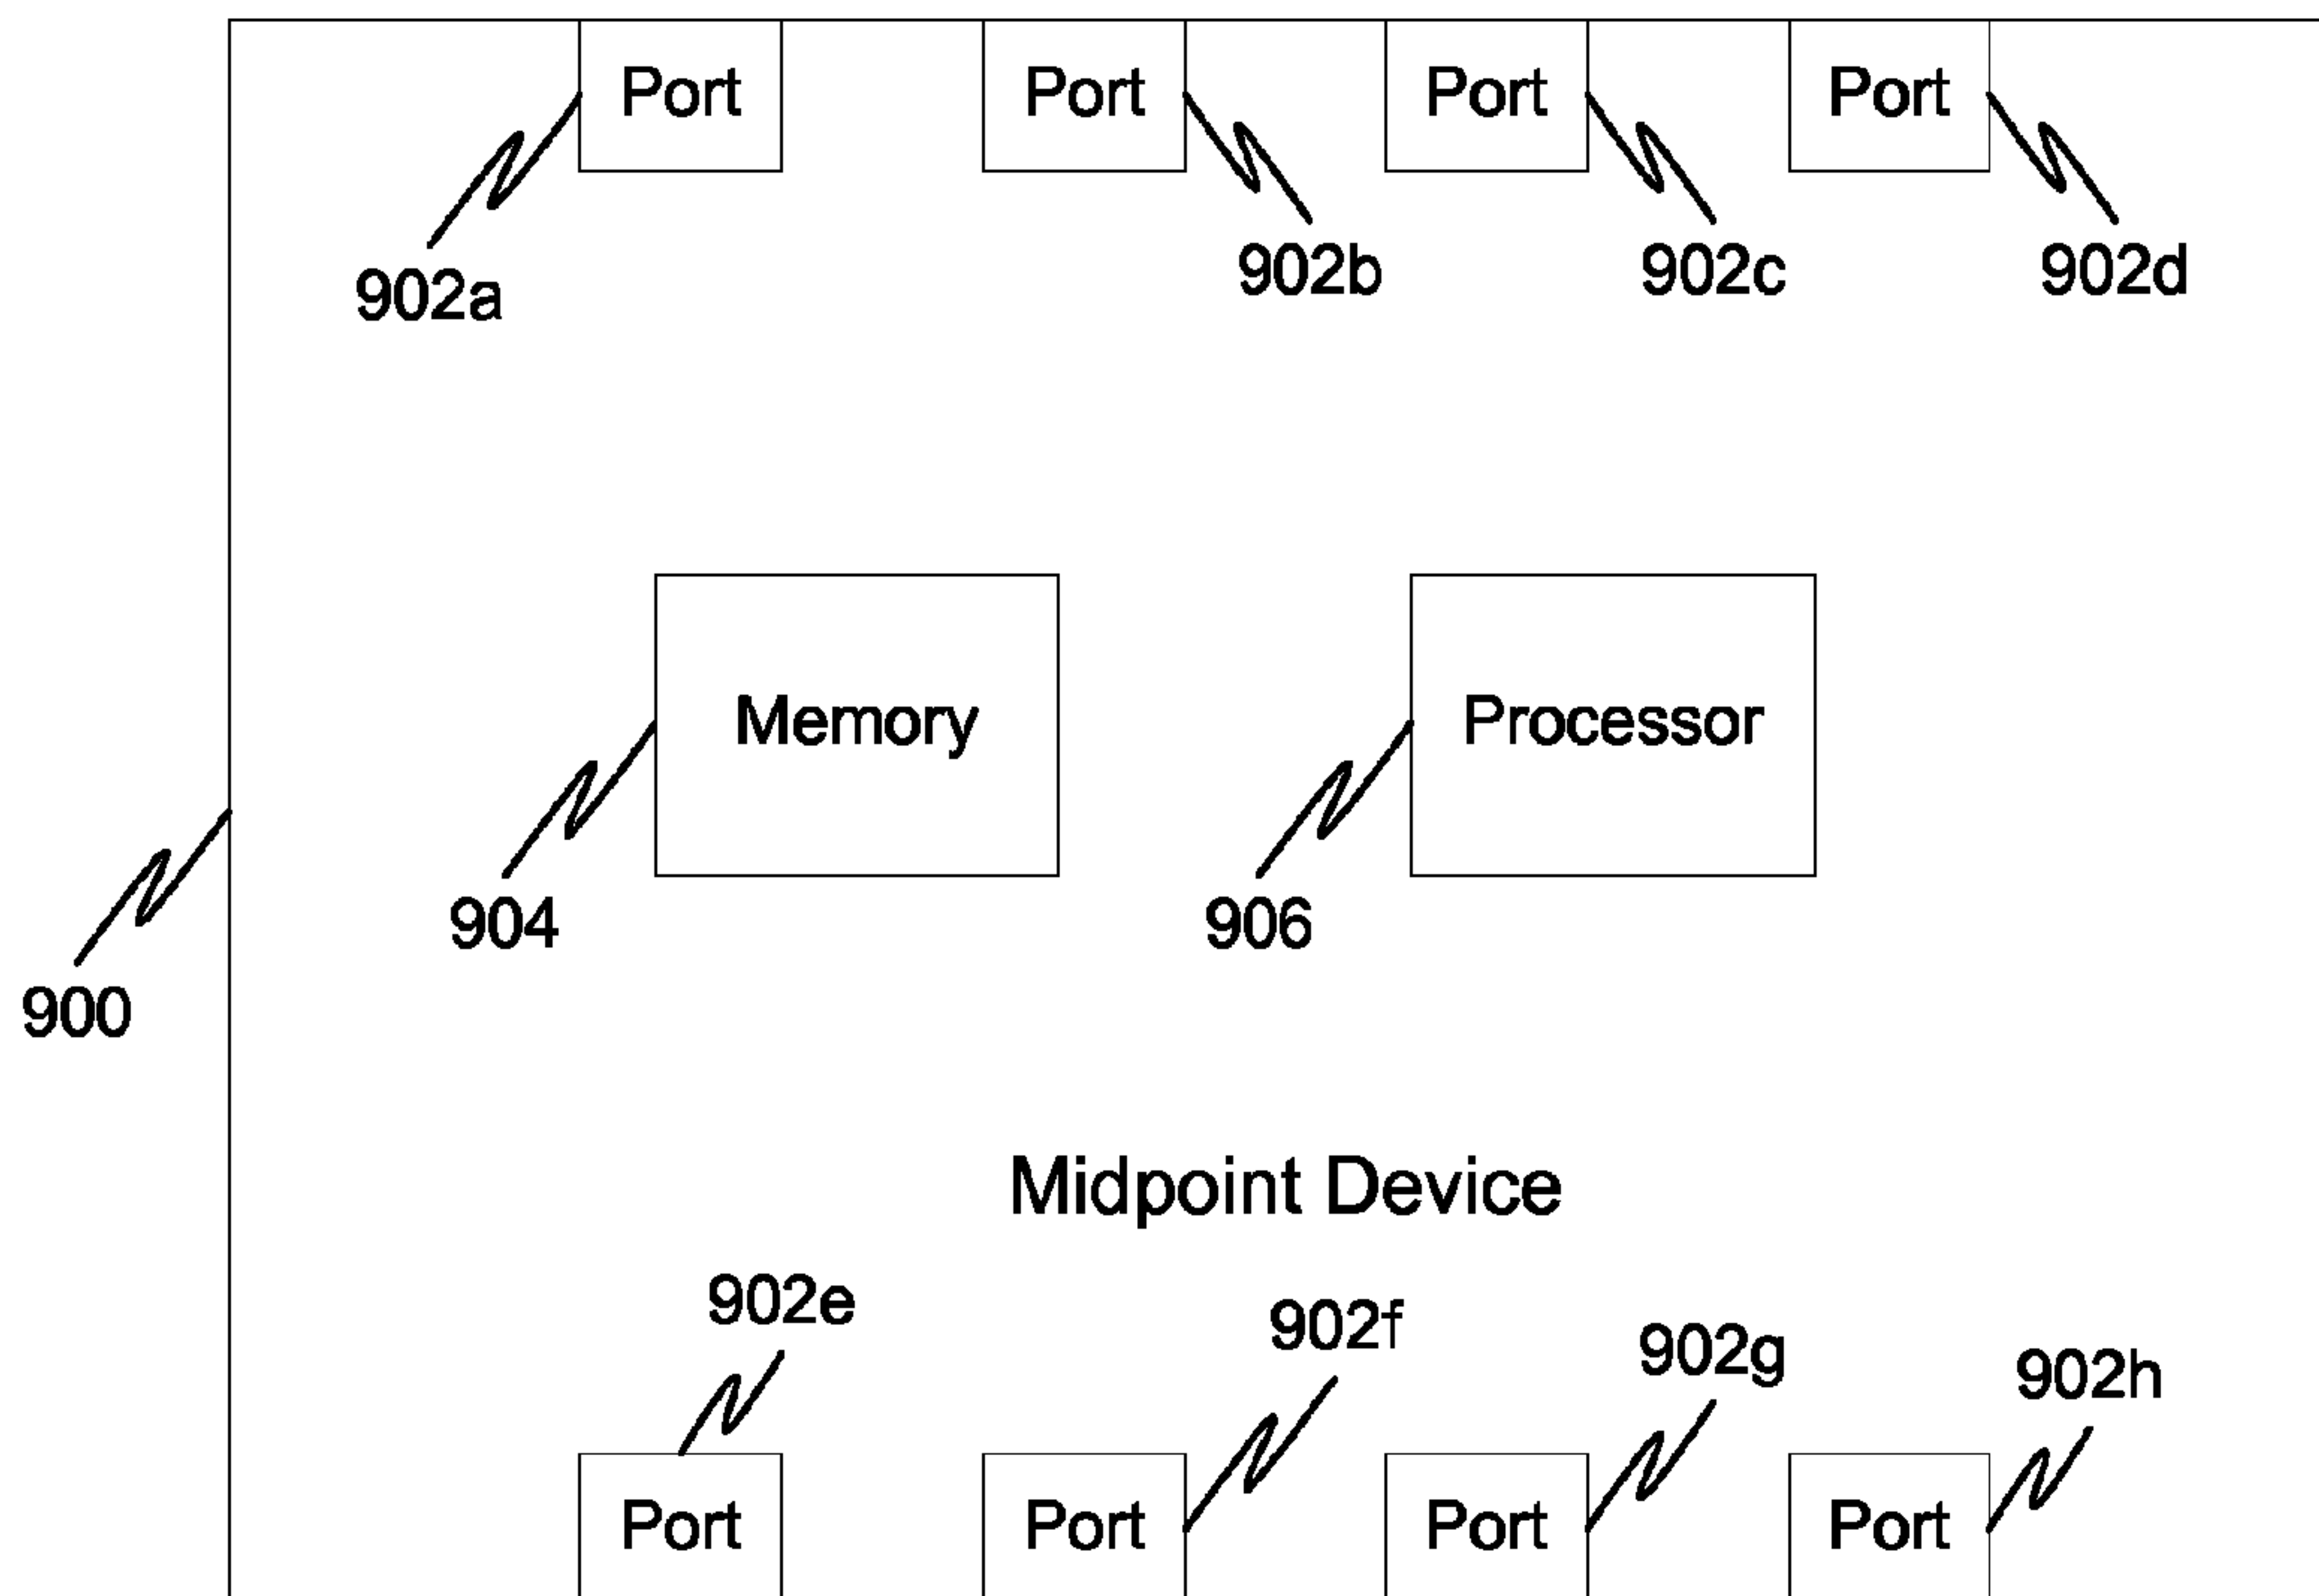 Port Port Port Port
902a 902b 902c 902d
Memory Processor
904 906
900
Midpoint Device
902e 902f 902g 902h
Port Port Port Port